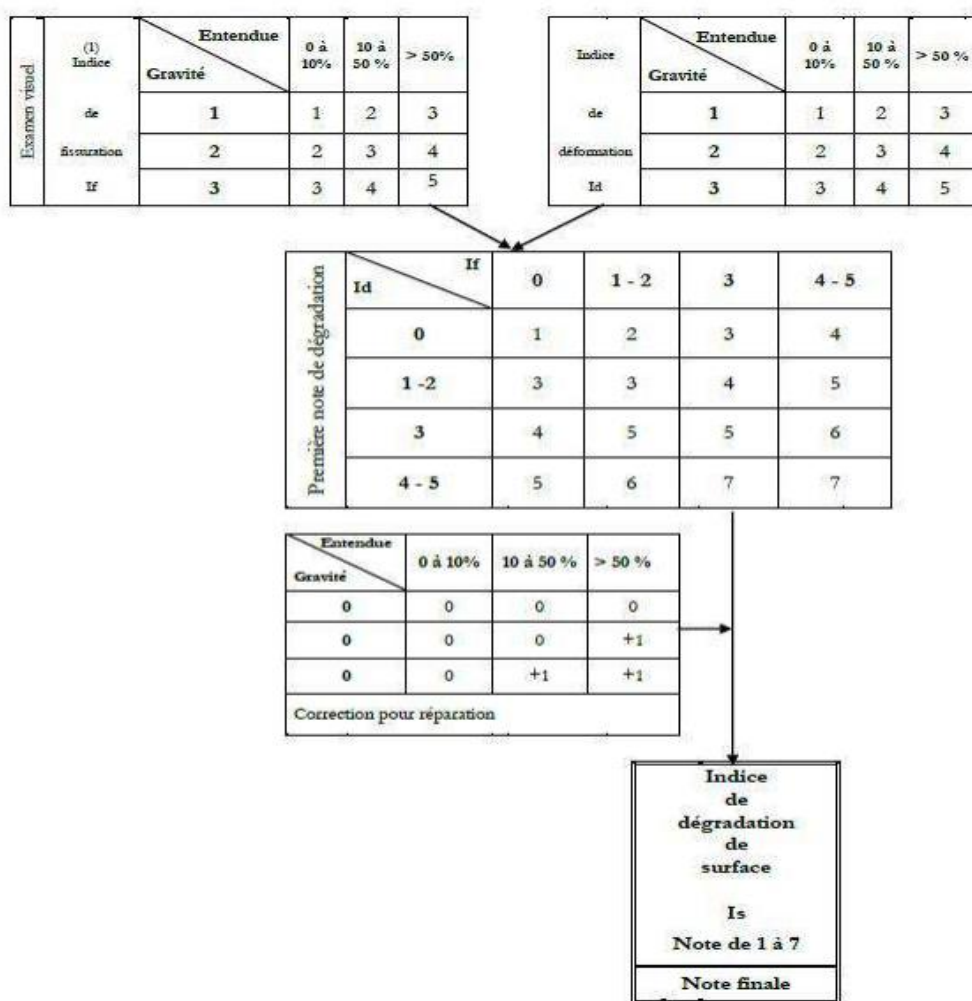 Examen visuel
(1)
Indice
de
fissuration
If
Entendue
Gravité
0 à 10%
10 à 50 %
> 50%
1 1 2 3
2 2 3 4
3 3 4 5
Indice
de
déformation
Id
Entendue
Gravité
0 à 10%
10 à 50 %
> 50 %
1 1 2 3
2 2 3 4
3 3 4 5
Première note de dégradation
If
Id
0 1 - 2 3 4 - 5
0 1 2 3 4
1 -2 3 3 4 5
3 4 5 5 6
4 - 5 5 6 7 7
Entendue
Gravité
0 à 10% 10 à 50 % > 50 %
0 0 0 0
0 0 0 +1
0 0 +1 +1
Correction pour réparation
Indice
de
dégradation
de
surface
Is
Note de 1 à 7
Note finale